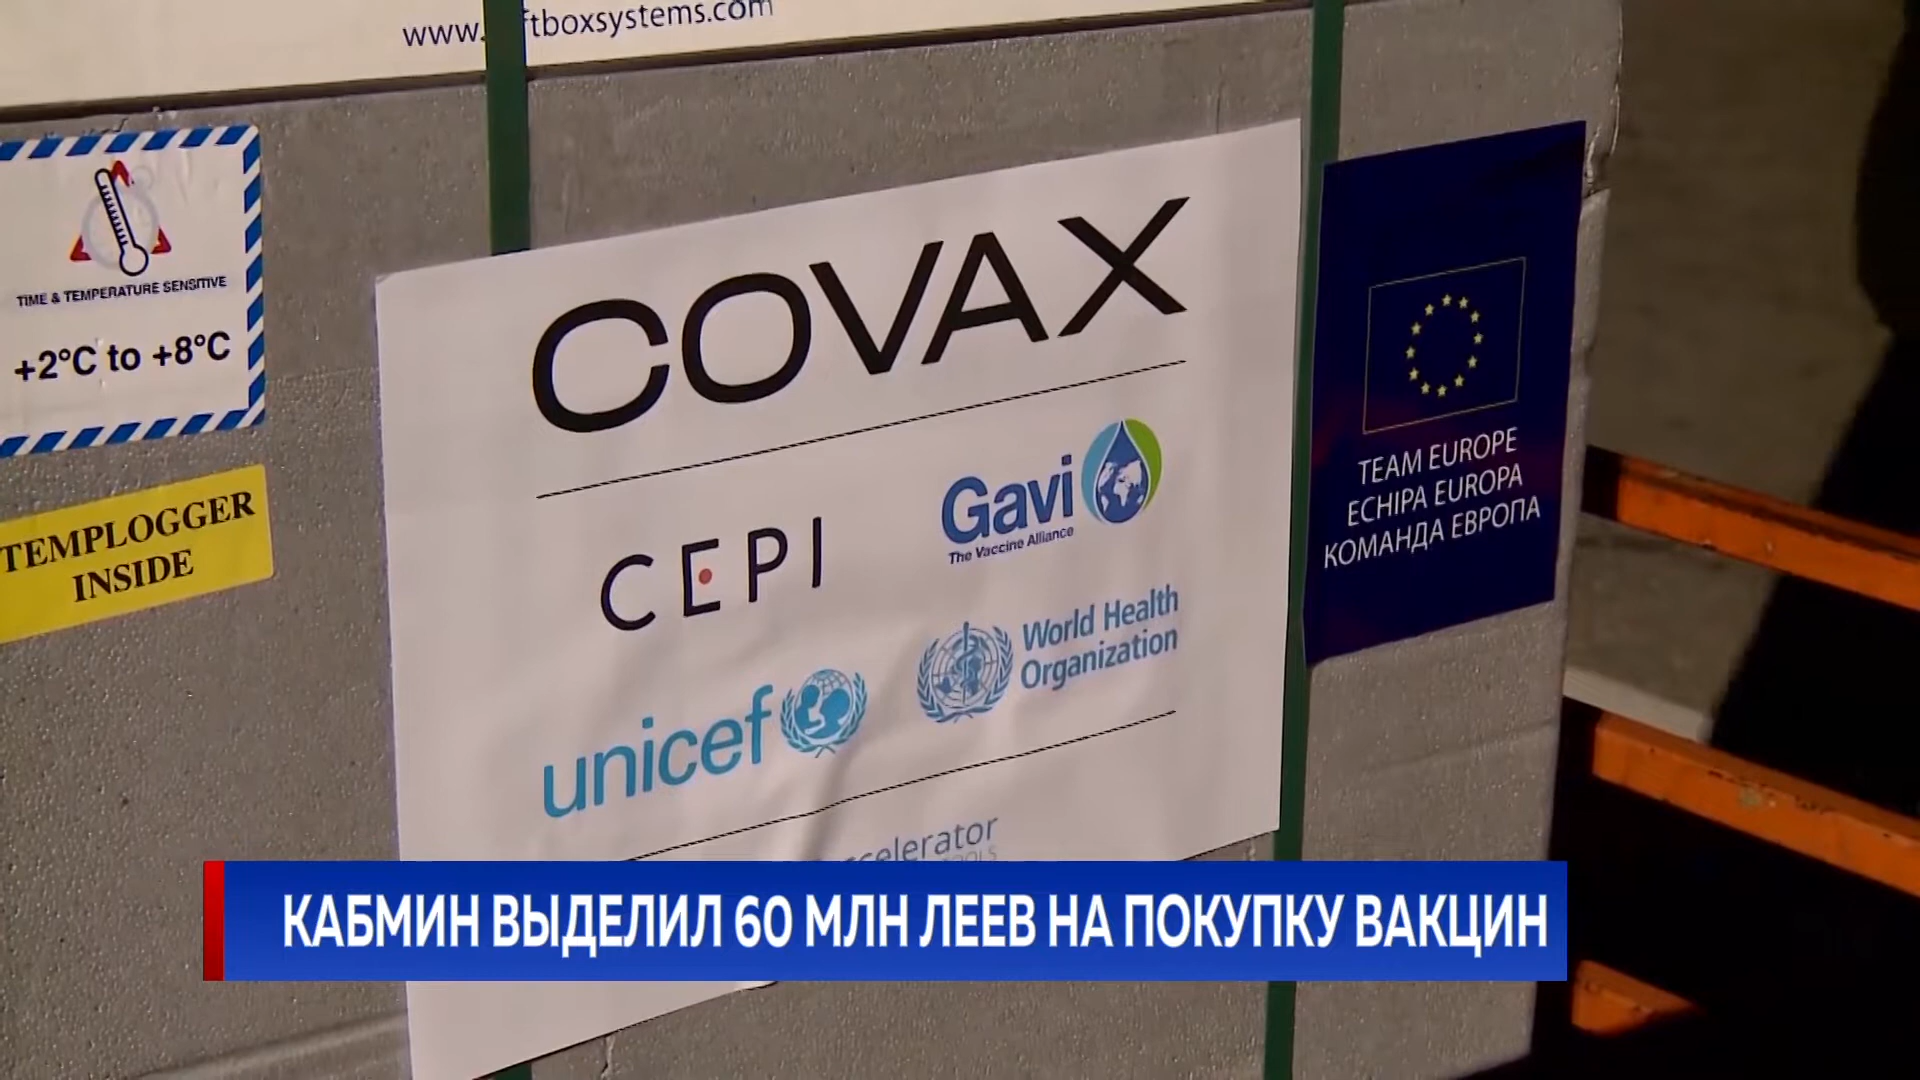 www. ftboxsystems.com
TIME & TEMPERATURE SENSITIVE
+2°C to +8°C
TEMPLOGGER
INSIDE
COVAX
CEPI
Gavi
The Vaccine Alliance
unicef
World Health
Organization
TEAM EUROPE
ECHIPA EUROPA
КОМАНДА ЕВРОПА
КАБМИН ВЫДЕЛИЛ 60 МЛН ЛЕЕВ НА ПОКУПКУ ВАКЦИН